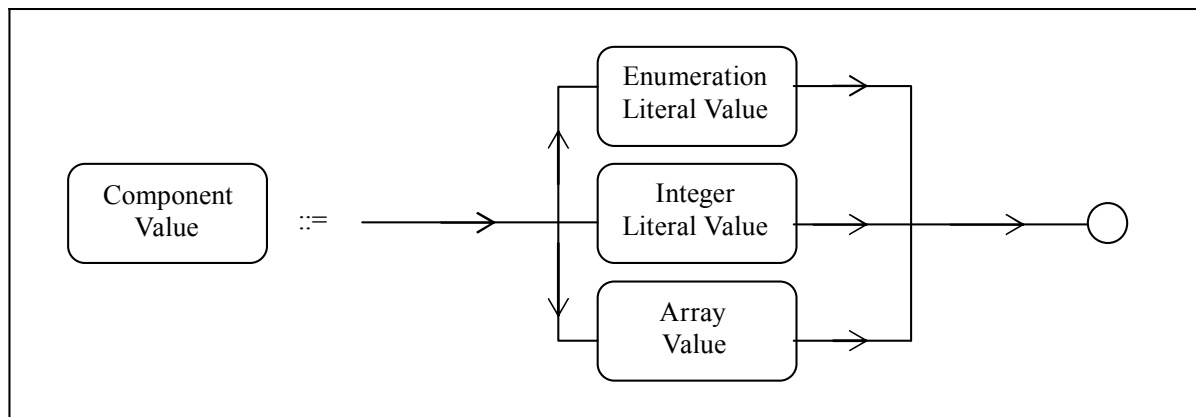 Component
Value
::=
Enumeration
Literal Value
Integer
Literal Value
Array
Value